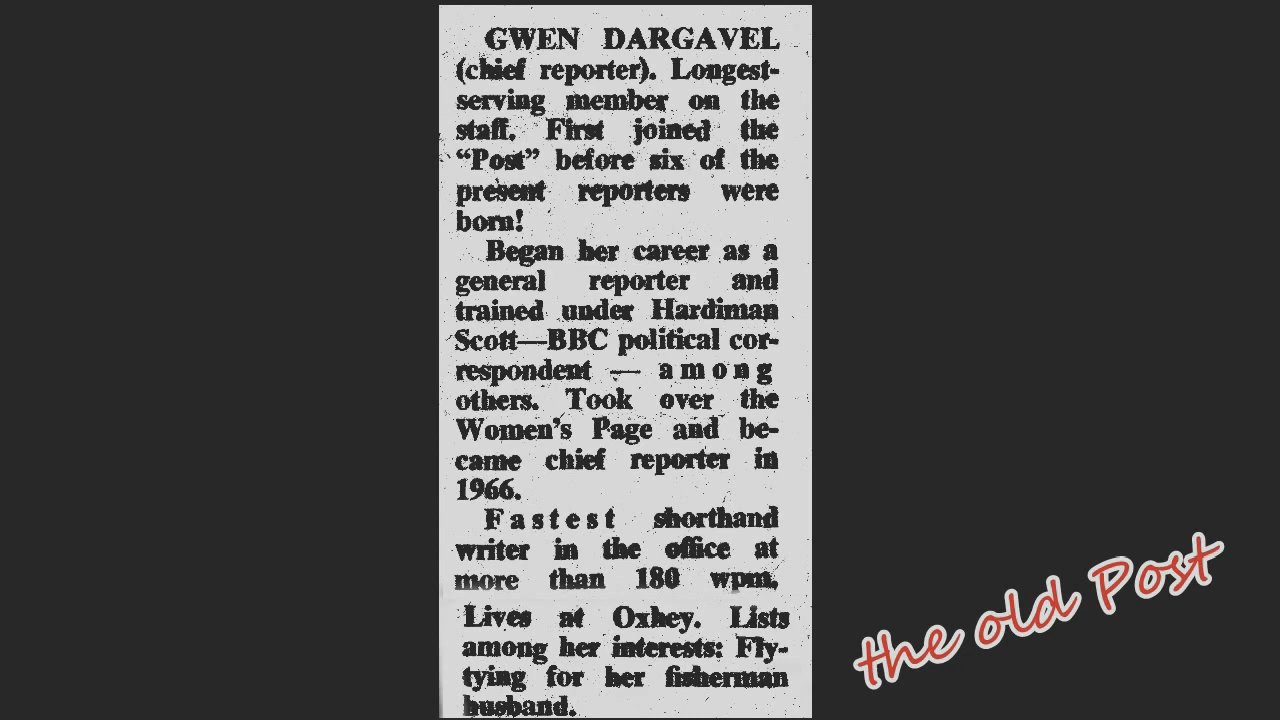 GWEN DARGAVEL
(chief reporter). Longest-
serving member on the
staff. First joined the
“Post” before six of the
present reporters were
born!
Began her career as a
general reporter and
trained under Hardiman
Scott—BBC political cor-
respondent — among
others. Took over the
Women’s Page and be-
came chief reporter in
1966.
Fastest shorthand
writer in the office at
more than 180 wpm.
Lives at Oxhey. Lists
among her interests: Fly-
tying for her fisherman
husband.
the old Post